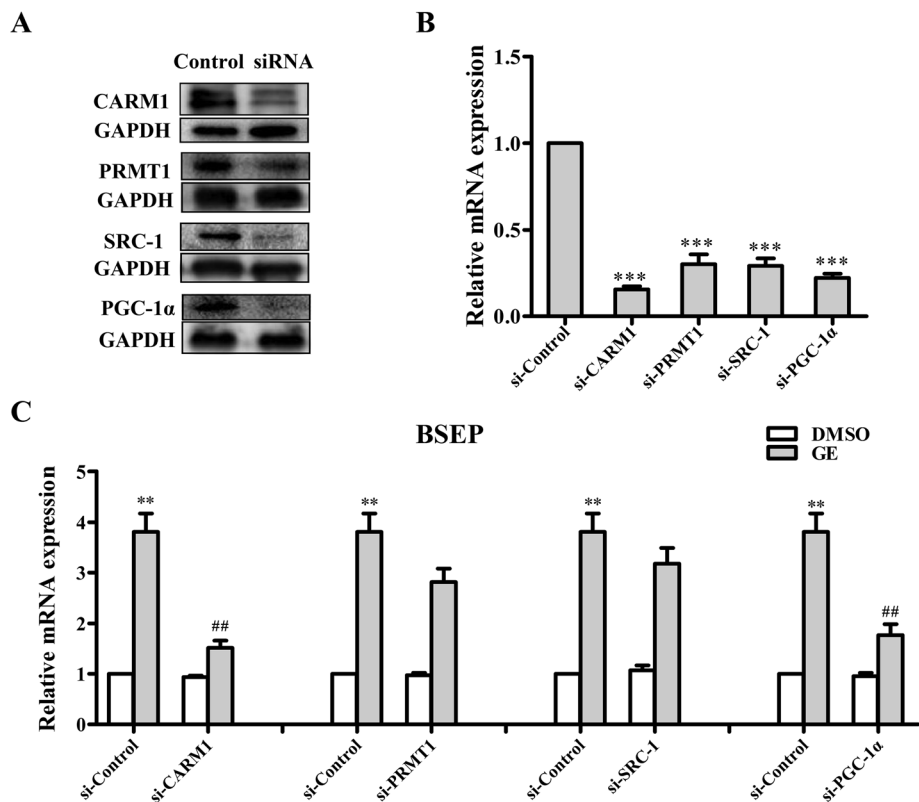 A
Control siRNA
CARM1
GAPDH
PRMT1
GAPDH
SRC-1
GAPDH
PGC-1α
GAPDH
B
Relative mRNA expression
1.5
1.0
0.5
0.0
***
***
***
***
si-Control
si-CARM1
si-PRMT1
si-SRC-1
si-PGC-1α
C
BSEP
DMSO
GE
Relative mRNA expression
5
4
3
2
1
0
**
##
**
**
**
##
si-Control
si-CARM1
si-Control
si-PRMT1
si-Control
si-SRC-1
si-Control
si-PGC-1α